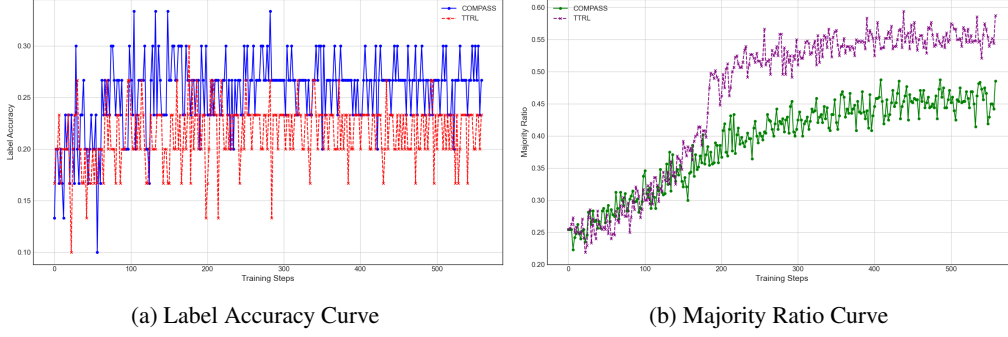 COMPASS
TTRL
0.30
0.25
0.20
0.15
0.10
Label Accuracy
0
100
200
300
400
500
Training Steps
(a) Label Accuracy Curve
COMPASS
TTRL
0.60
0.55
0.50
0.45
0.40
0.35
0.30
0.25
0.20
Majority Ratio
0
100
200
300
400
500
Training Steps
(b) Majority Ratio Curve